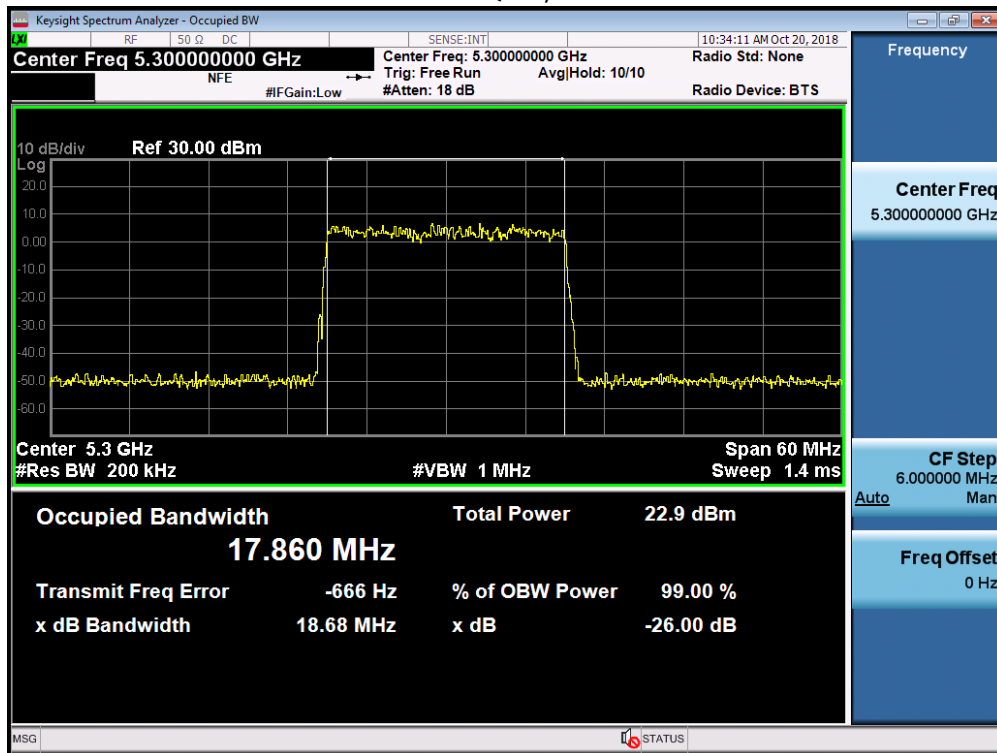 Keysight Spectrum Analyzer - Occupied BW
LXI RF 50 Ω DC SENSE:INT 10:34:11 AM Oct 20, 2018
Center Freq 5.300000000 GHz Center Freq: 5.300000000 GHz Radio Std: None
NFE Trig: Free Run Avg|Hold: 10/10
#IFGain:Low #Atten: 18 dB Radio Device: BTS
10 dB/div Ref 30.00 dBm
Log
20.0
10.0
0.00
-10.0
-20.0
-30.0
-40.0
-50.0
-60.0
Center 5.3 GHz Span 60 MHz
#Res BW 200 kHz #VBW 1 MHz Sweep 1.4 ms
Occupied Bandwidth Total Power 22.9 dBm
17.860 MHz
Transmit Freq Error -666 Hz % of OBW Power 99.00 %
x dB Bandwidth 18.68 MHz x dB -26.00 dB
Frequency
Center Freq
5.300000000 GHz
CF Step
6.000000 MHz
Auto Man
Freq Offset
0 Hz
MSG STATUS